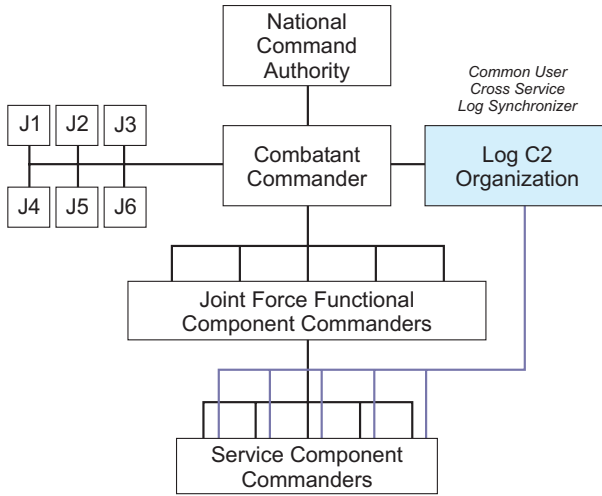 National
Command
Authority
Common User
Cross Service
Log Synchronizer
J1
J2
J3
Combatant
Commander
Log C2
Organization
J4
J5
J6
Joint Force Functional
Component Commanders
Service Component
Commanders